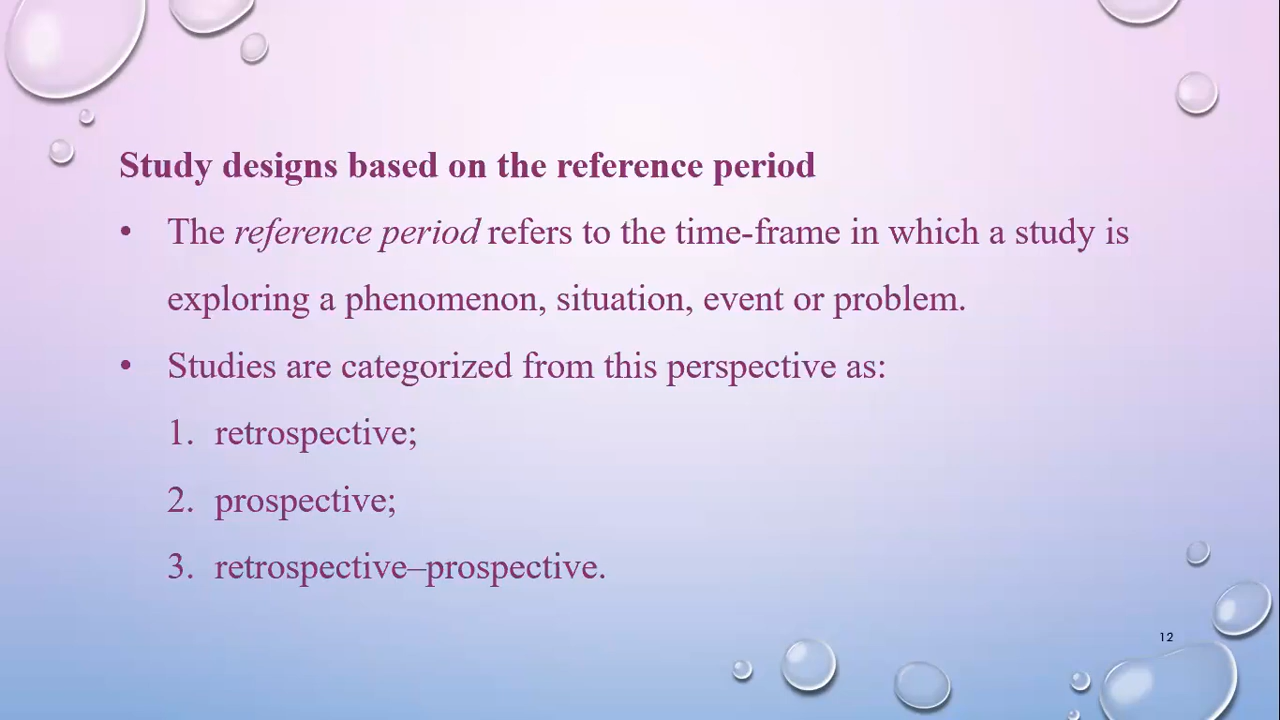 Study designs based on the reference period
• The reference period refers to the time-frame in which a study is
exploring a phenomenon, situation, event or problem.
• Studies are categorized from this perspective as:
1. retrospective;
2. prospective;
3. retrospective–prospective.
12